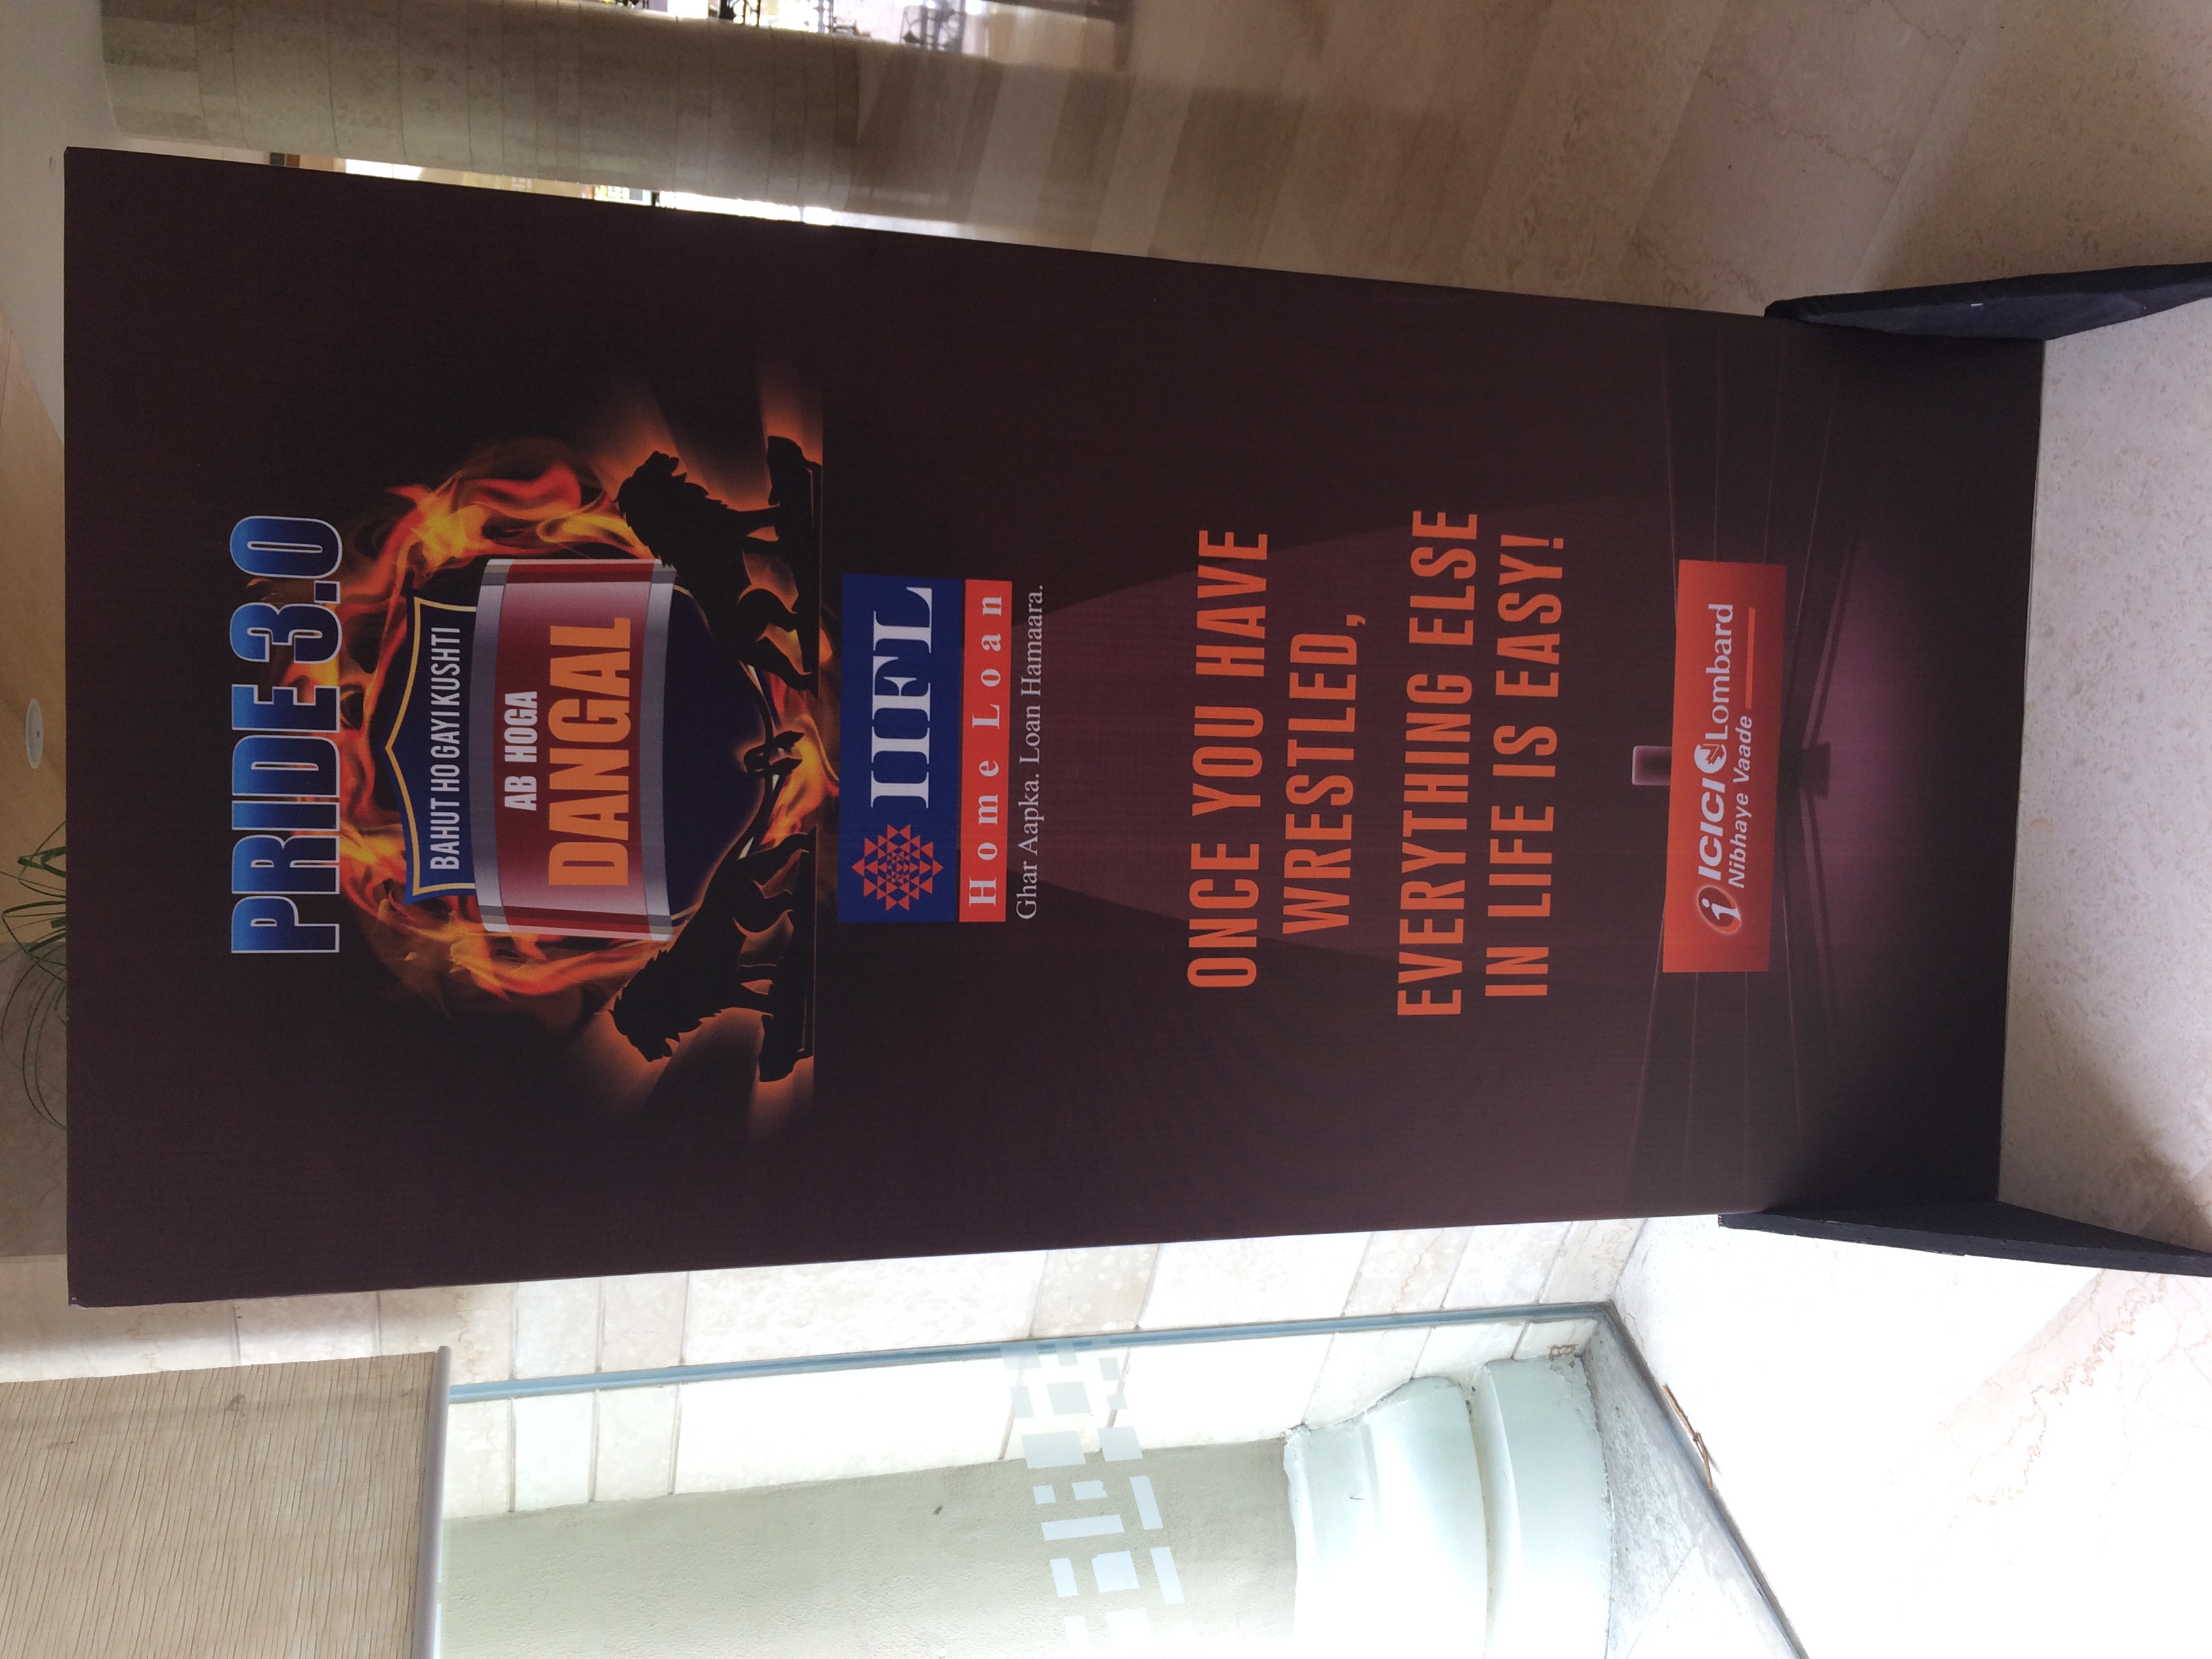 PRIDE 3.0
BAHUT HO GAYI KUSHTI
AB HOGA
DANGAL
IIFL
Home Loan
Ghar Aapka. Loan Hamaara.
ONCE YOU HAVE
WRESTLED,
EVERYTHING ELSE
IN LIFE IS EASY!
i ICICI Lombard
Nibhaye Vaade